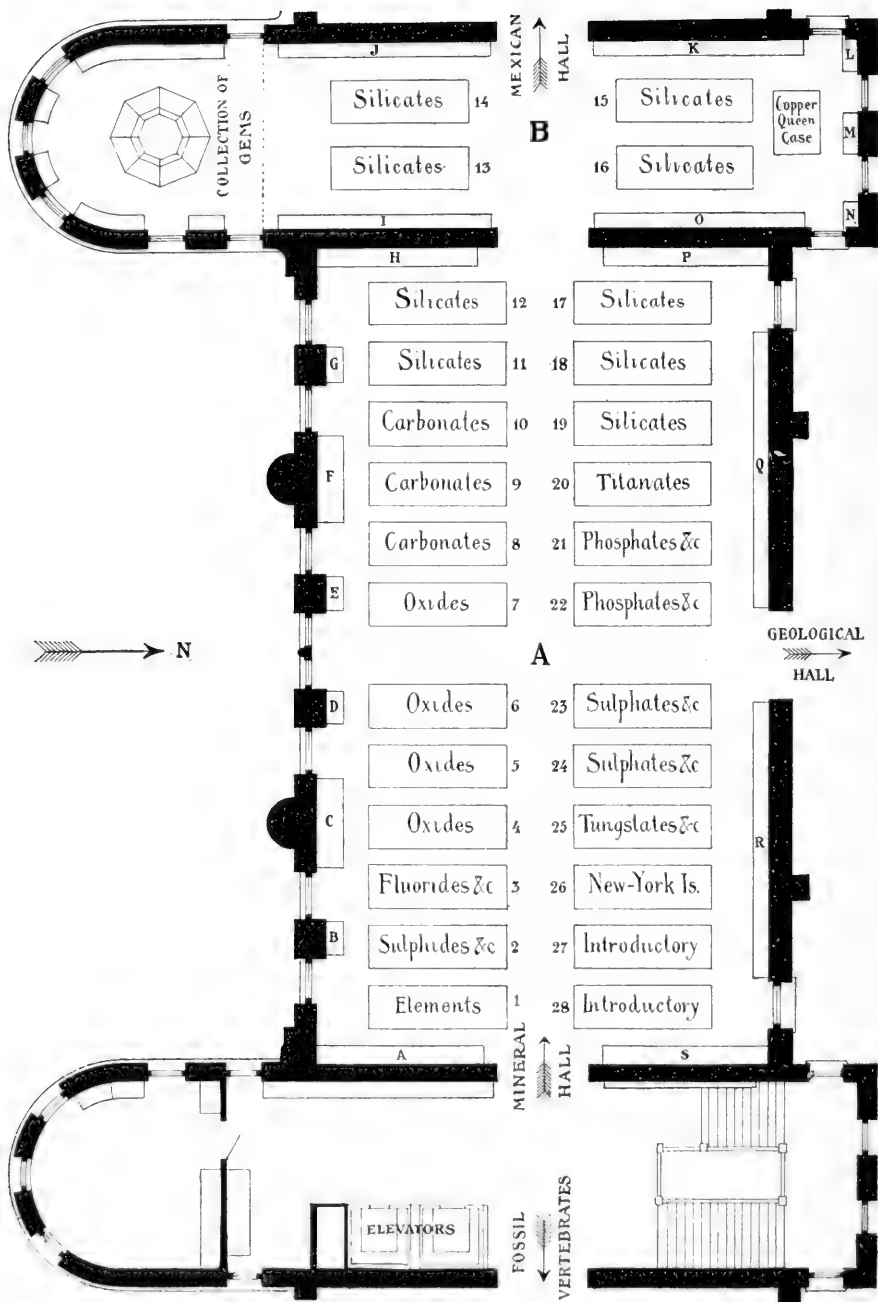 J
K
L
MEXICAN
HALL
COLLECTION OF
GEMS
Silicates 14
15 Silicates
Copper
Queen
Case
B
M
Silicates 13
16 Silicates
N
I
O
H
P
Silicates 12 17 Silicates
G
Silicates 11 18 Silicates
Carbonates 10 19 Silicates
F
Q
Carbonates 9 20 Titanates
Carbonates 8 21 Phosphates &c
E
Oxides 7 22 Phosphates &c
N
A
GEOLOGICAL
HALL
D
Oxides 6 23 Sulphates &c
Oxides 5 24 Sulphates &c
C
Oxides 4 25 Tungstates &c
R
Fluorides &c 3 26 New-York Is.
B
Sulphides &c 2 27 Introductory
Elements 1 28 Introductory
A
MINERAL
HALL
S
ELEVATORS
FOSSIL
VERTEBRATES